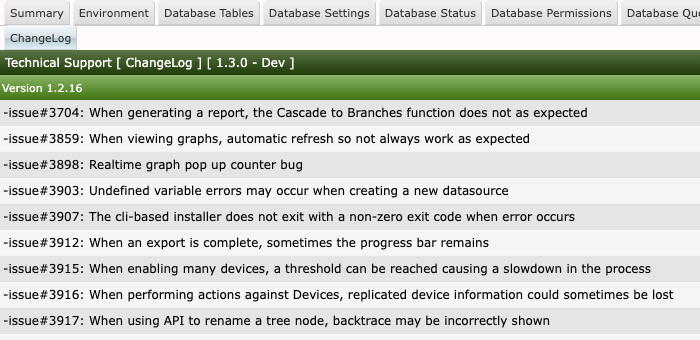 Summary Environment Database Tables Database Settings Database Status Database Permissions Database Qu
ChangeLog
Technical Support [ ChangeLog ] [ 1.3.0 - Dev ]
Version 1.2.16
-issue#3704: When generating a report, the Cascade to Branches function does not as expected
-issue#3859: When viewing graphs, automatic refresh so not always work as expected
-issue#3898: Realtime graph pop up counter bug
-issue#3903: Undefined variable errors may occur when creating a new datasource
-issue#3907: The cli-based installer does not exit with a non-zero exit code when error occurs
-issue#3912: When an export is complete, sometimes the progress bar remains
-issue#3915: When enabling many devices, a threshold can be reached causing a slowdown in the process
-issue#3916: When performing actions against Devices, replicated device information could sometimes be lost
-issue#3917: When using API to rename a tree node, backtrace may be incorrectly shown